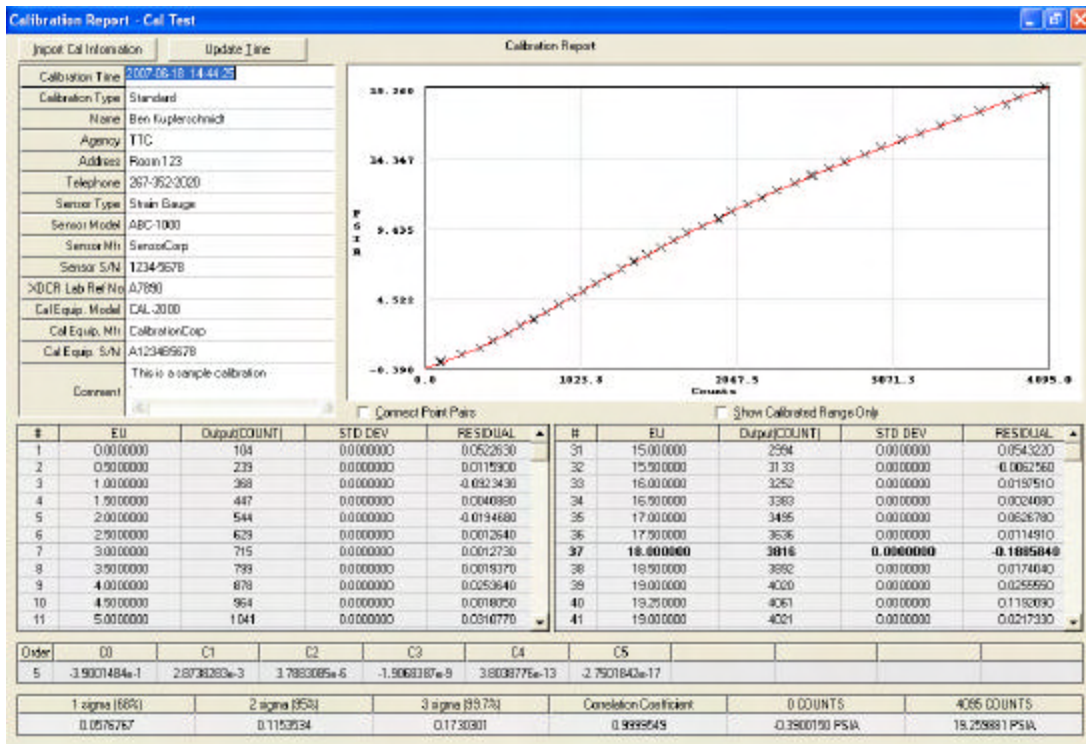 Calibration Report - Cal Test
Import Cal Information Update Time
Calibration Report
Calibration Time 2007-06-18 14:44:25
Calibration Type Standard
Name Ben Kupferschmidt
Agency TTC
Address Room 123
Telephone 267-352-2020
Sensor Type Strain Gauge
Sensor Model ABC-1000
Sensor Mfr SensorCorp
Sensor S/N 1234-5678
XDCR Lab Ref No A7890
Cal Equip. Model CAL-2000
Cal Equip. Mfr CalibrationCorp
Cal Equip. S/N A12345678
Comment This is a sample calibration
PSIA
19.260
14.347
9.435
4.522
-0.390
0.0 1023.8 2047.5 3071.3 4095.0
Counts
Connect Point Pairs Show Calibrated Range Only
# EU Output(COUNT) STD DEV RESIDUAL
1 0.0000000 104 0.0000000 0.0522630
2 0.5000000 239 0.0000000 0.0115900
3 1.0000000 368 0.0000000 -0.0923430
4 1.5000000 447 0.0000000 0.0040880
5 2.0000000 544 0.0000000 -0.0194680
6 2.5000000 629 0.0000000 0.0012640
7 3.0000000 715 0.0000000 0.0012730
8 3.5000000 799 0.0000000 0.0019370
9 4.0000000 878 0.0000000 0.0253640
10 4.5000000 964 0.0000000 0.0018050
11 5.0000000 1041 0.0000000 0.0310770
# EU Output(COUNT) STD DEV RESIDUAL
31 15.000000 2994 0.0000000 0.0543220
32 15.500000 3133 0.0000000 -0.0062560
33 16.000000 3252 0.0000000 0.0197510
34 16.500000 3383 0.0000000 0.0024080
35 17.000000 3495 0.0000000 0.0626780
36 17.500000 3636 0.0000000 0.0114910
37 18.000000 3816 0.0000000 -0.1885840
38 18.500000 3892 0.0000000 0.0174040
39 19.000000 4020 0.0000000
40 19.250000 4061 0.0000000 0.1192090
41 19.000000 4021 0.0000000 0.0217330
Order C0 C1 C2 C3 C4 C5
5 -3.9001484e-1 2.8738283e-3 3.7883085e-6 -1.9068387e-9 3.8038776e-13 -2.7501842e-17
1 sigma (68%) 2 sigma (95%) 3 sigma (99.7%) Correlation Coefficient 0 COUNTS 4095 COUNTS
0.0576767 0.1153534 0.1730301 0.9999549 -0.3900150 PSIA 19.259881 PSIA